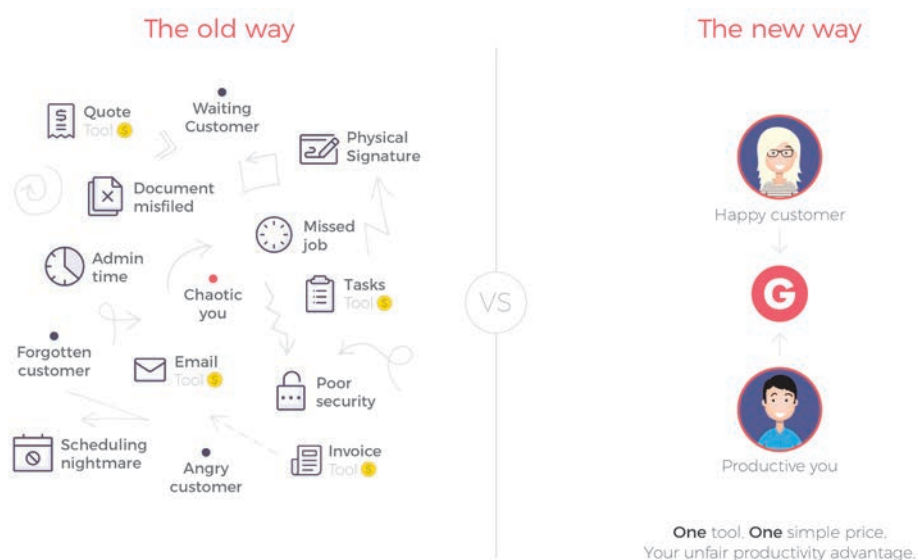 The old way
The new way
Quote
Tool $
Waiting
Customer
Physical
Signature
Document
misfiled
Missed
job
Admin
time
Chaotic
you
Tasks
Tool $
Forgotten
customer
Email
Tool $
Poor
security
Scheduling
nightmare
Angry
customer
Invoice
Tool $
VS
Happy customer
G
Productive you
One tool. One simple price.
Your unfair productivity advantage.